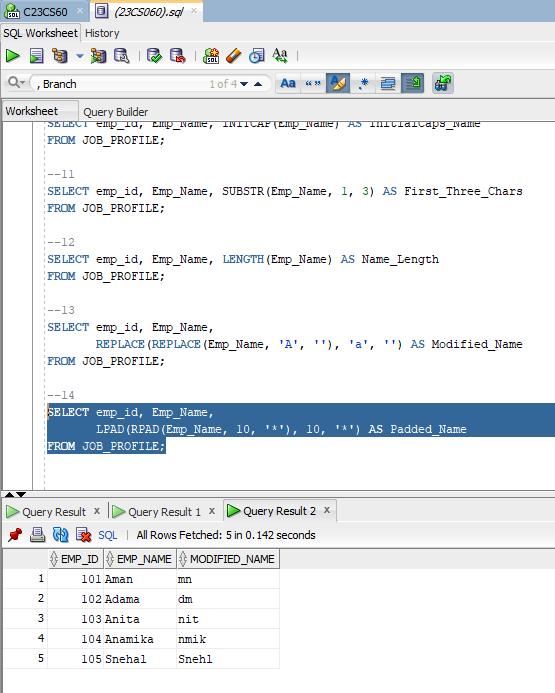 C23CS60 x (23CS060).sql x
SQL Worksheet History
Aa
, Branch 1 of 4 Aa “ ” .*
Worksheet Query Builder
SELECT emp_id, Emp_Name, INITCAP(Emp_Name) AS InitialCaps_Name
FROM JOB_PROFILE;
--11
SELECT emp_id, Emp_Name, SUBSTR(Emp_Name, 1, 3) AS First_Three_Chars
FROM JOB_PROFILE;
--12
SELECT emp_id, Emp_Name, LENGTH(Emp_Name) AS Name_Length
FROM JOB_PROFILE;
--13
SELECT emp_id, Emp_Name,
REPLACE(REPLACE(Emp_Name, 'A', ''), 'a', '') AS Modified_Name
FROM JOB_PROFILE;
--14
SELECT emp_id, Emp_Name,
LPAD(RPAD(Emp_Name, 10, '*'), 10, '*') AS Padded_Name
FROM JOB_PROFILE;
Query Result x Query Result 1 x Query Result 2 x
SQL | All Rows Fetched: 5 in 0.142 seconds
EMP_ID EMP_NAME MODIFIED_NAME
1 101 Aman mn
2 102 Adama dm
3 103 Anita nit
4 104 Anamika nmik
5 105 Snehal Snehl